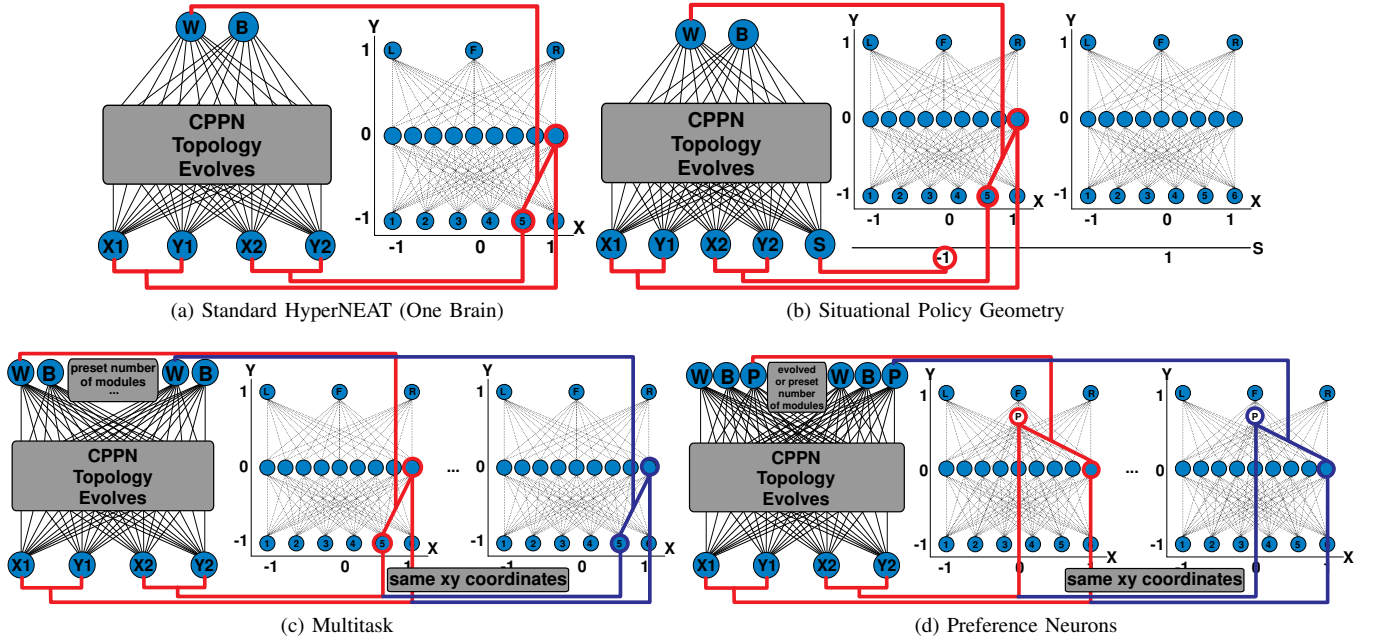 W B
CPPN
Topology
Evolves
X1 Y1 X2 Y2
Y
1
0
-1
L F R
1 2 3 4 5 6
X
-1 0 1
(a) Standard HyperNEAT (One Brain)
W B
CPPN
Topology
Evolves
X1 Y1 X2 Y2 S
Y
1
0
-1
L F R
1 2 3 4 5 6
X
-1 0 1
Y
1
0
-1
L F R
1 2 3 4 5 6
X
-1 0 1
-1 1 S
(b) Situational Policy Geometry
W B
preset number
of modules
...
W B
CPPN
Topology
Evolves
X1 Y1 X2 Y2
Y
1
0
-1
L F R
1 2 3 4 5 6
X
-1 0 1
...
Y
1
0
-1
L F R
1 2 3 4 5 6
X
-1 0 1
same xy coordinates
(c) Multitask
W B P
evolved
or preset
number
of modules
W B P
CPPN
Topology
Evolves
X1 Y1 X2 Y2
Y
1
0
-1
L F R
P
1 2 3 4 5 6
X
-1 0 1
...
Y
1
0
-1
L F R
P
1 2 3 4 5 6
X
-1 0 1
same xy coordinates
(d) Preference Neurons